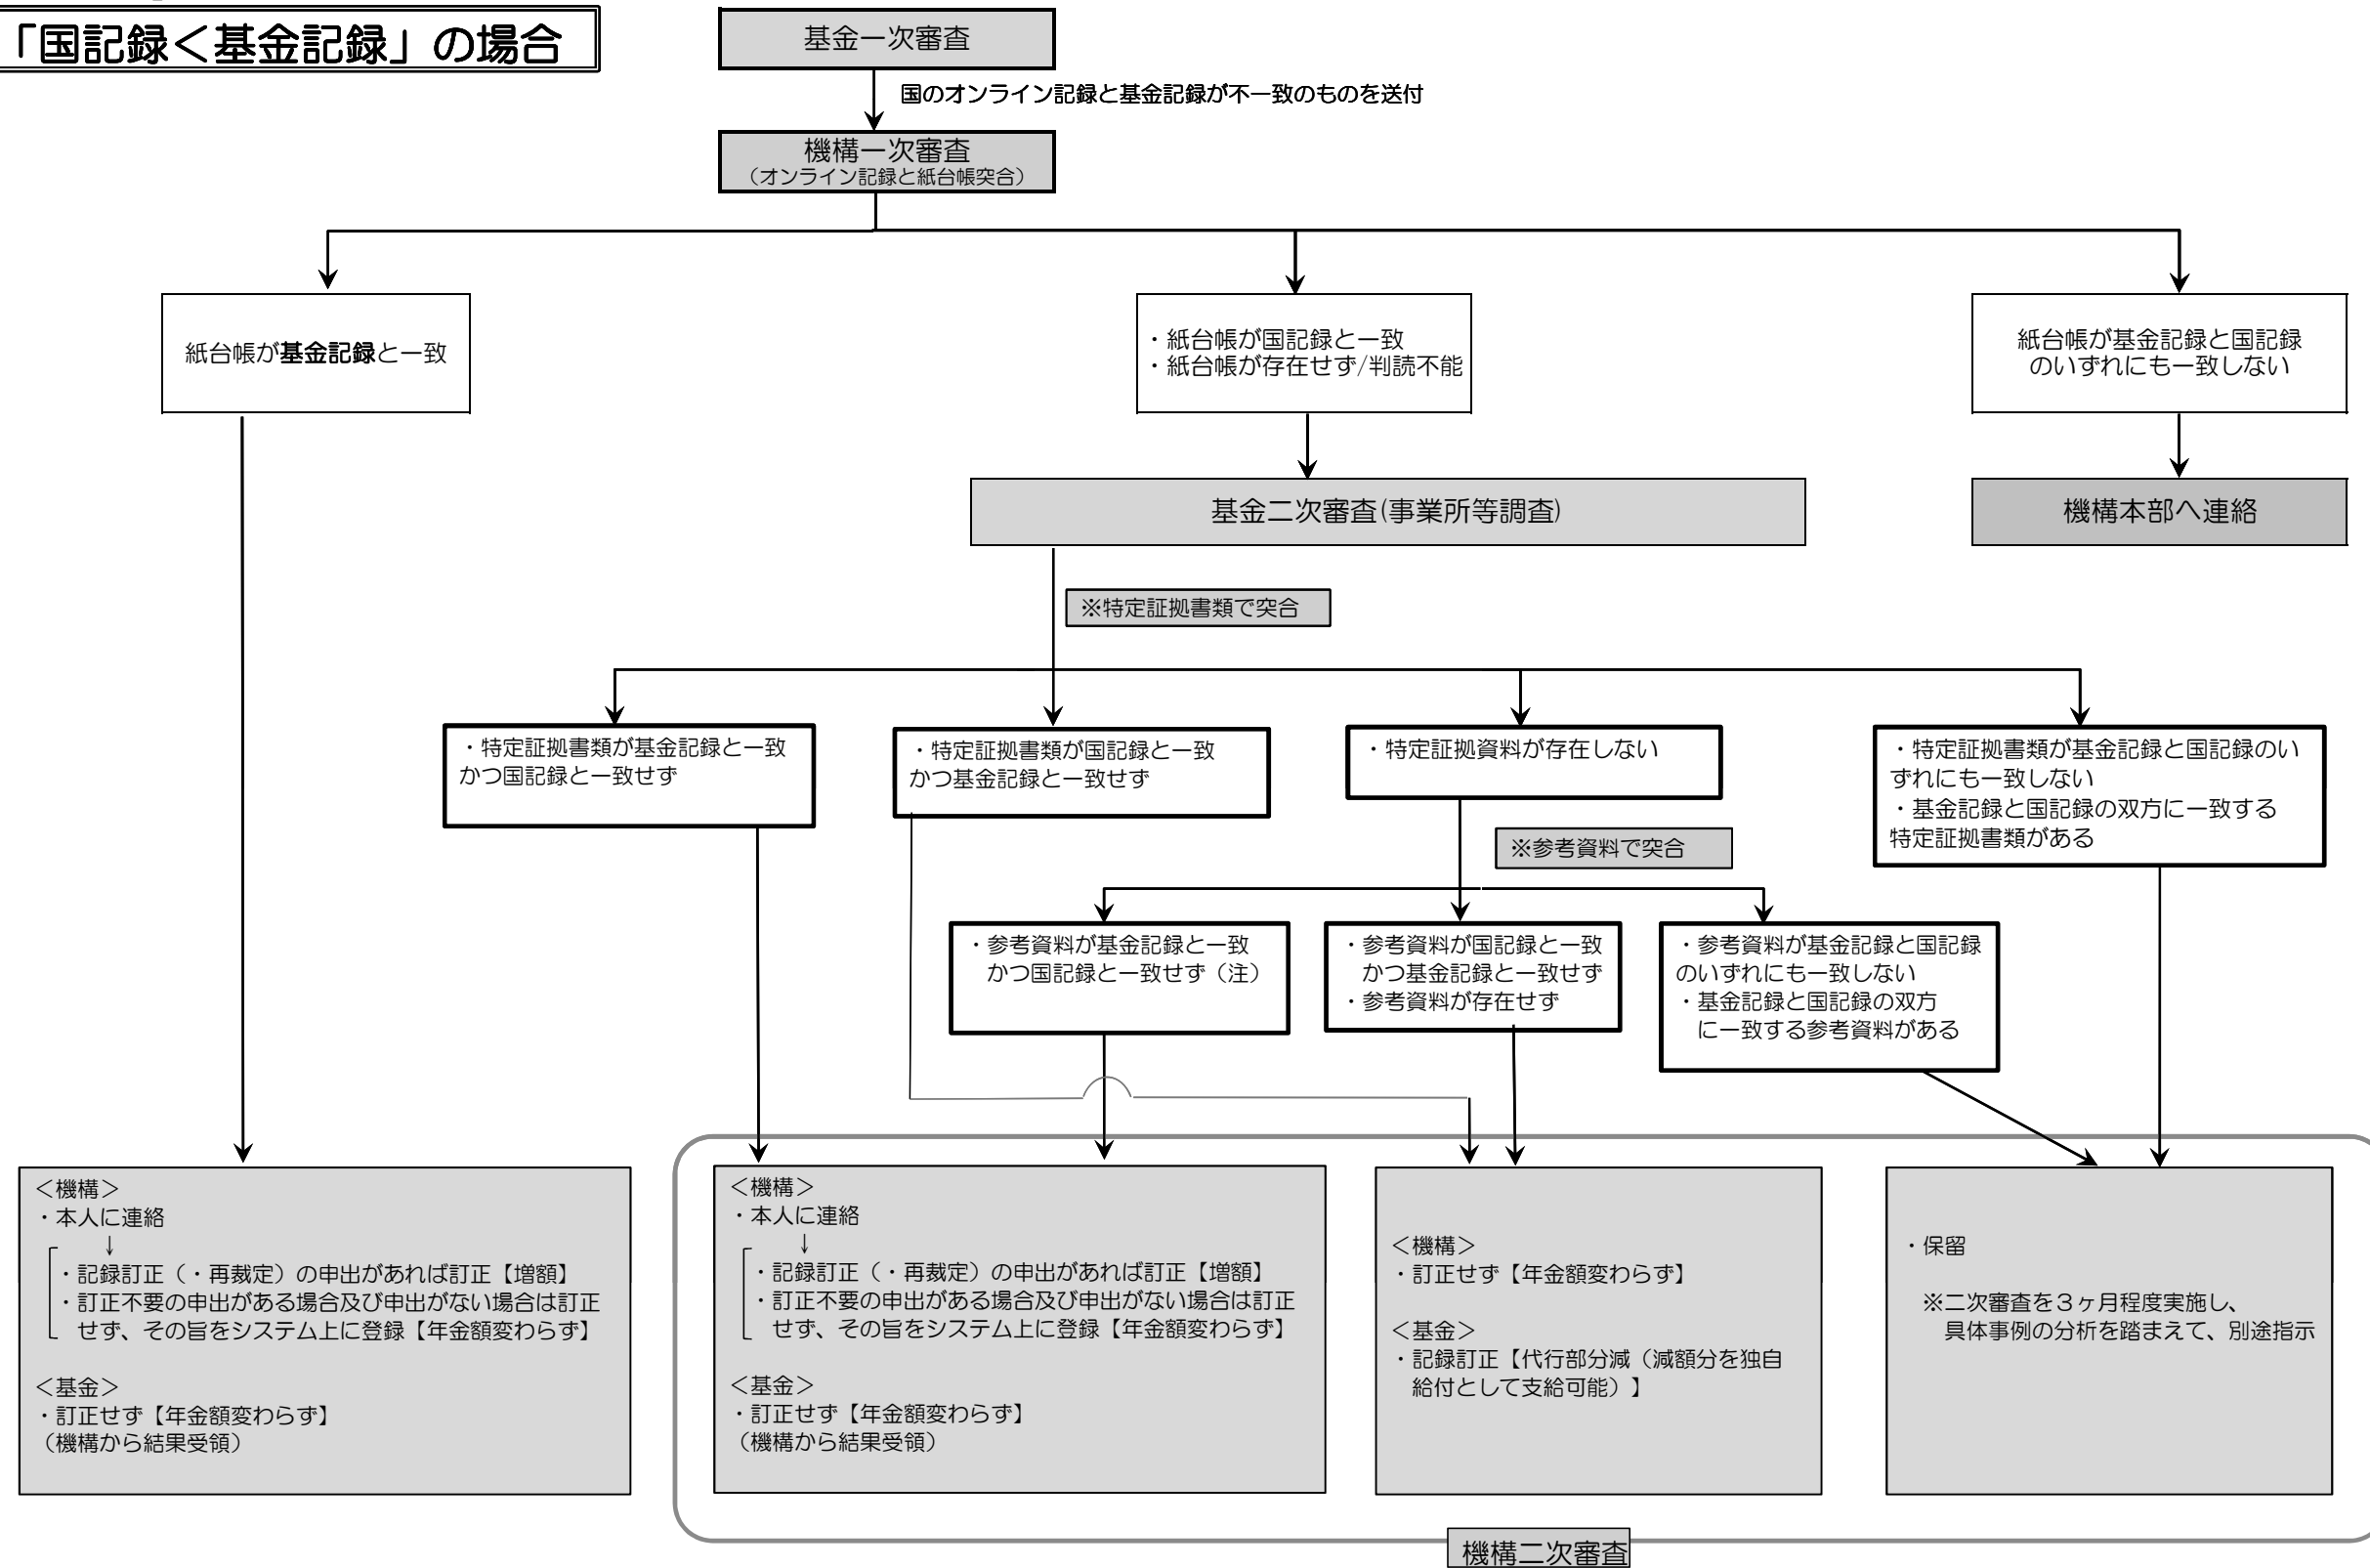 「国記録＜基金記録」の場合
基金一次審査
国のオンライン記録と基金記録が不一致のものを送付
機構一次審査
（オンライン記録と紙台帳突合）
紙台帳が基金記録と一致
・紙台帳が国記録と一致
・紙台帳が存在せず/判読不能
紙台帳が基金記録と国記録
のいずれにも一致しない
基金二次審査(事業所等調査)
機構本部へ連絡
※特定証拠書類で突合
・特定証拠書類が基金記録と一致
かつ国記録と一致せず
・特定証拠書類が国記録と一致
かつ基金記録と一致せず
・特定証拠資料が存在しない
・特定証拠書類が基金記録と国記録のい
ずれにも一致しない
・基金記録と国記録の双方に一致する
特定証拠書類がある
※参考資料で突合
・参考資料が基金記録と一致
かつ国記録と一致せず（注）
・参考資料が国記録と一致
かつ基金記録と一致せず
・参考資料が存在せず
・参考資料が基金記録と国記録
のいずれにも一致しない
・基金記録と国記録の双方
に一致する参考資料がある
＜機構＞
・本人に連絡
↓
・記録訂正（・再裁定）の申出があれば訂正【増額】
・訂正不要の申出がある場合及び申出がない場合は訂正
せず、その旨をシステム上に登録【年金額変わらず】
＜基金＞
・訂正せず【年金額変わらず】
（機構から結果受領）
＜機構＞
・本人に連絡
↓
・記録訂正（・再裁定）の申出があれば訂正【増額】
・訂正不要の申出がある場合及び申出がない場合は訂正
せず、その旨をシステム上に登録【年金額変わらず】
＜基金＞
・訂正せず【年金額変わらず】
（機構から結果受領）
＜機構＞
・訂正せず【年金額変わらず】
＜基金＞
・記録訂正【代行部分減（減額分を独自
給付として支給可能）】
・保留
※二次審査を３ヶ月程度実施し、
具体事例の分析を踏まえて、別途指示
機構二次審査